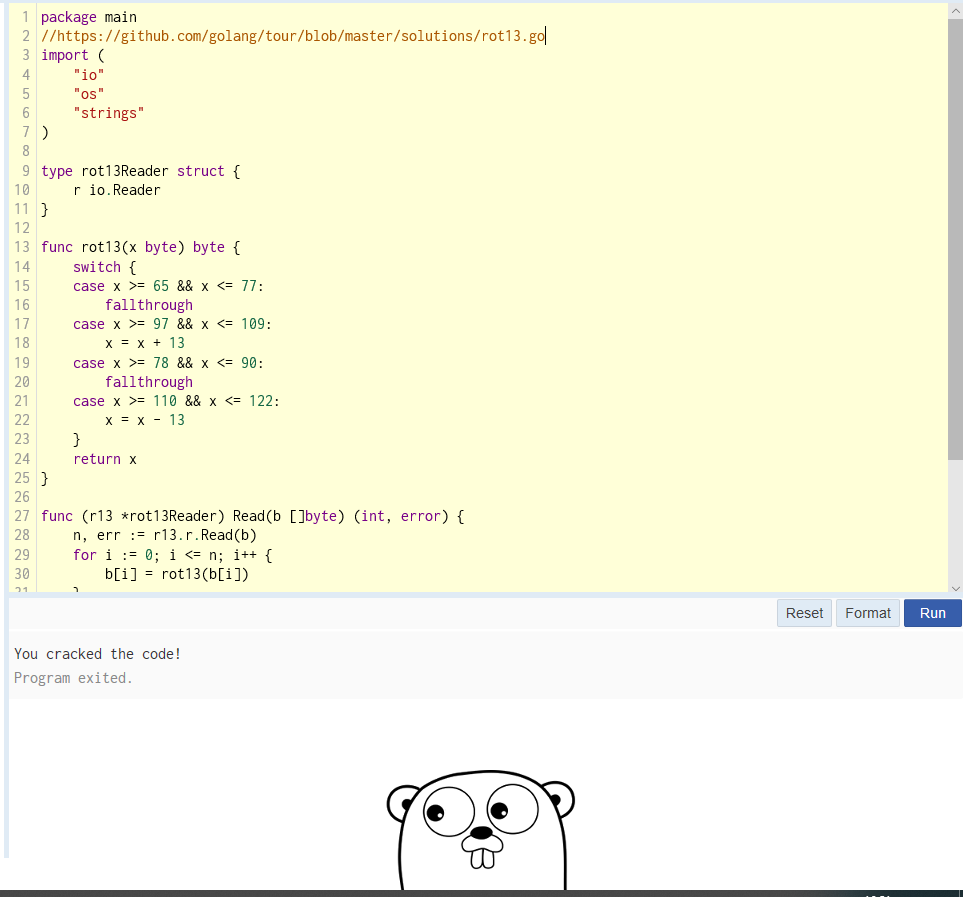 1 package main
2 //https://github.com/golang/tour/blob/master/solutions/rot13.go
3 import (
4     "io"
5     "os"
6     "strings"
7 )
8
9 type rot13Reader struct {
10     r io.Reader
11 }
12
13 func rot13(x byte) byte {
14     switch {
15     case x >= 65 && x <= 77:
16         fallthrough
17     case x >= 97 && x <= 109:
18         x = x + 13
19     case x >= 78 && x <= 90:
20         fallthrough
21     case x >= 110 && x <= 122:
22         x = x - 13
23     }
24     return x
25 }
26
27 func (r13 *rot13Reader) Read(b []byte) (int, error) {
28     n, err := r13.r.Read(b)
29     for i := 0; i <= n; i++ {
30         b[i] = rot13(b[i])
31     }
Reset Format Run
You cracked the code!
Program exited.